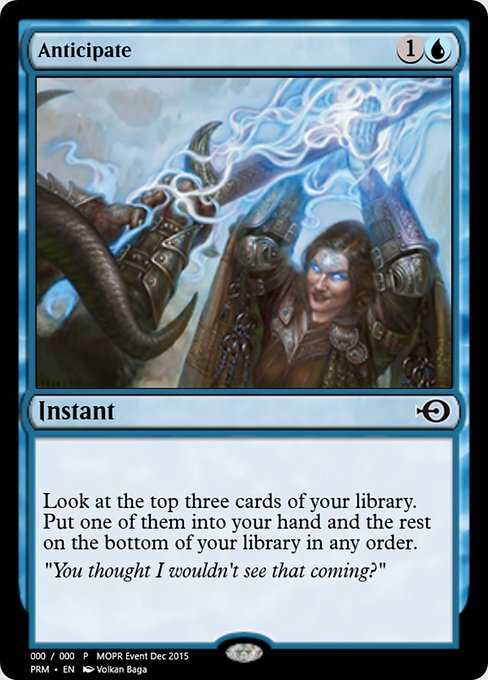 Anticipate 1
Instant
Look at the top three cards of your library.
Put one of them into your hand and the rest
on the bottom of your library in any order.
"You thought I wouldn't see that coming?"
000 / 000 P MOPR Event Dec 2015
PRM • EN Volkan Baga